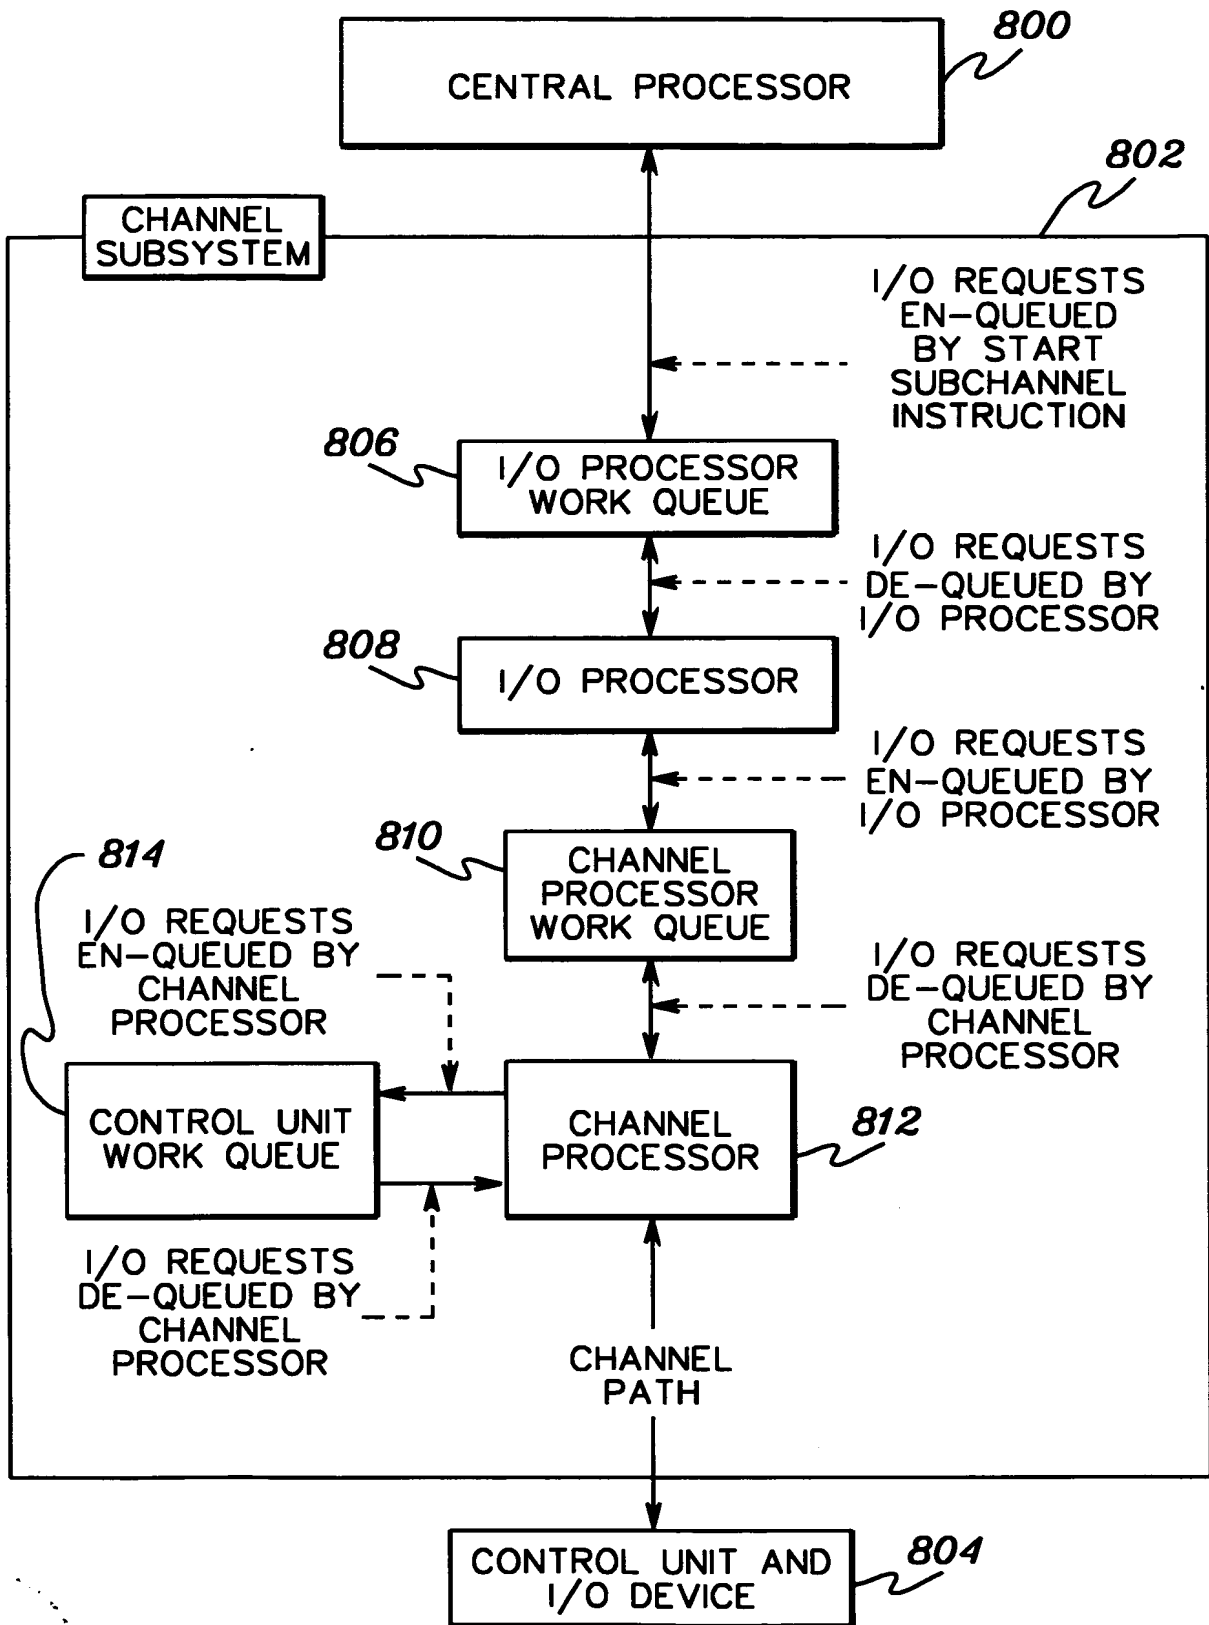 800
CENTRAL PROCESSOR
802
CHANNEL
SUBSYSTEM
I/O REQUESTS
EN-QUEUED
BY START
SUBCHANNEL
INSTRUCTION
806
I/O PROCESSOR
WORK QUEUE
I/O REQUESTS
DE-QUEUED BY
I/O PROCESSOR
808
I/O PROCESSOR
I/O REQUESTS
EN-QUEUED BY
I/O PROCESSOR
810
CHANNEL
PROCESSOR
WORK QUEUE
814
I/O REQUESTS
EN-QUEUED BY
CHANNEL
PROCESSOR
I/O REQUESTS
DE-QUEUED BY
CHANNEL
PROCESSOR
CONTROL UNIT
WORK QUEUE
CHANNEL
PROCESSOR
812
I/O REQUESTS
DE-QUEUED BY
CHANNEL
PROCESSOR
CHANNEL
PATH
CONTROL UNIT AND
I/O DEVICE
804